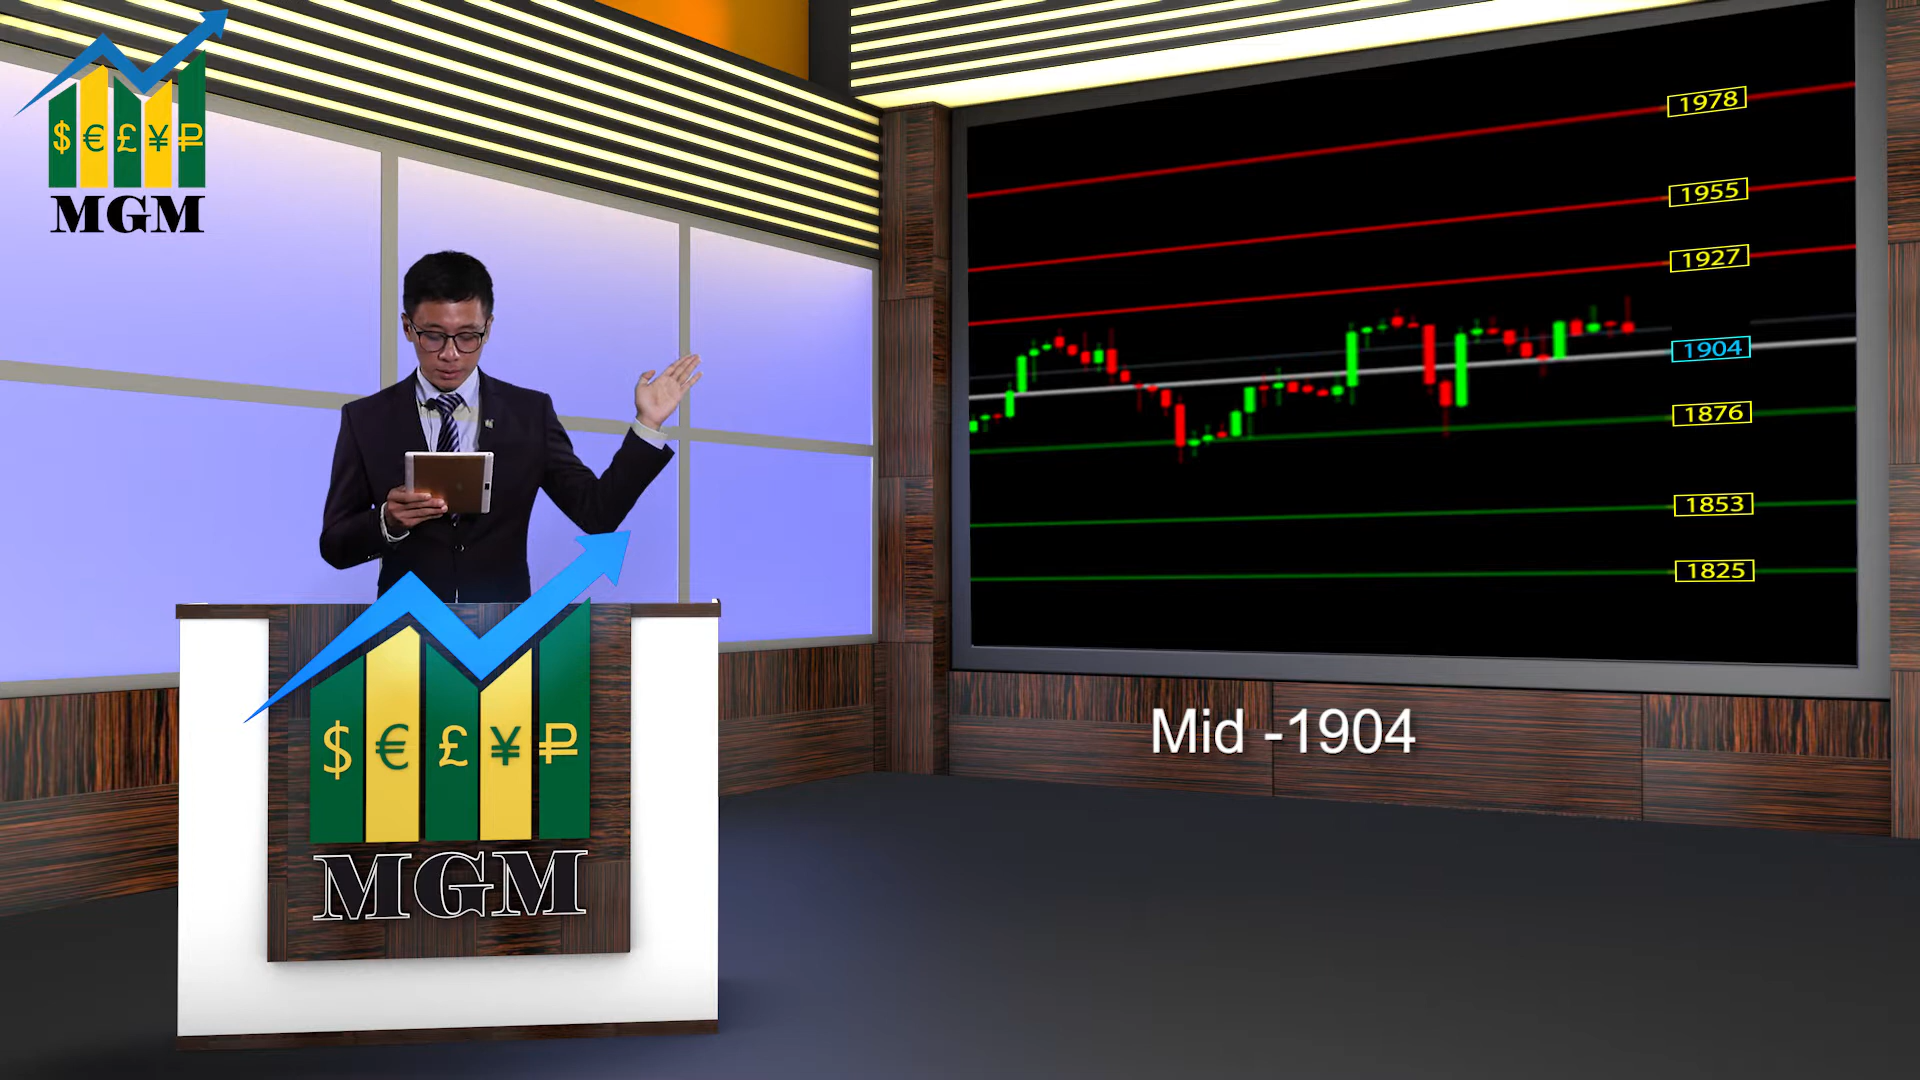 $ € £ ¥ ₽
MGM
1978
1955
1927
1904
1876
1853
1825
Mid -1904
$ € £ ¥ ₽
MGM